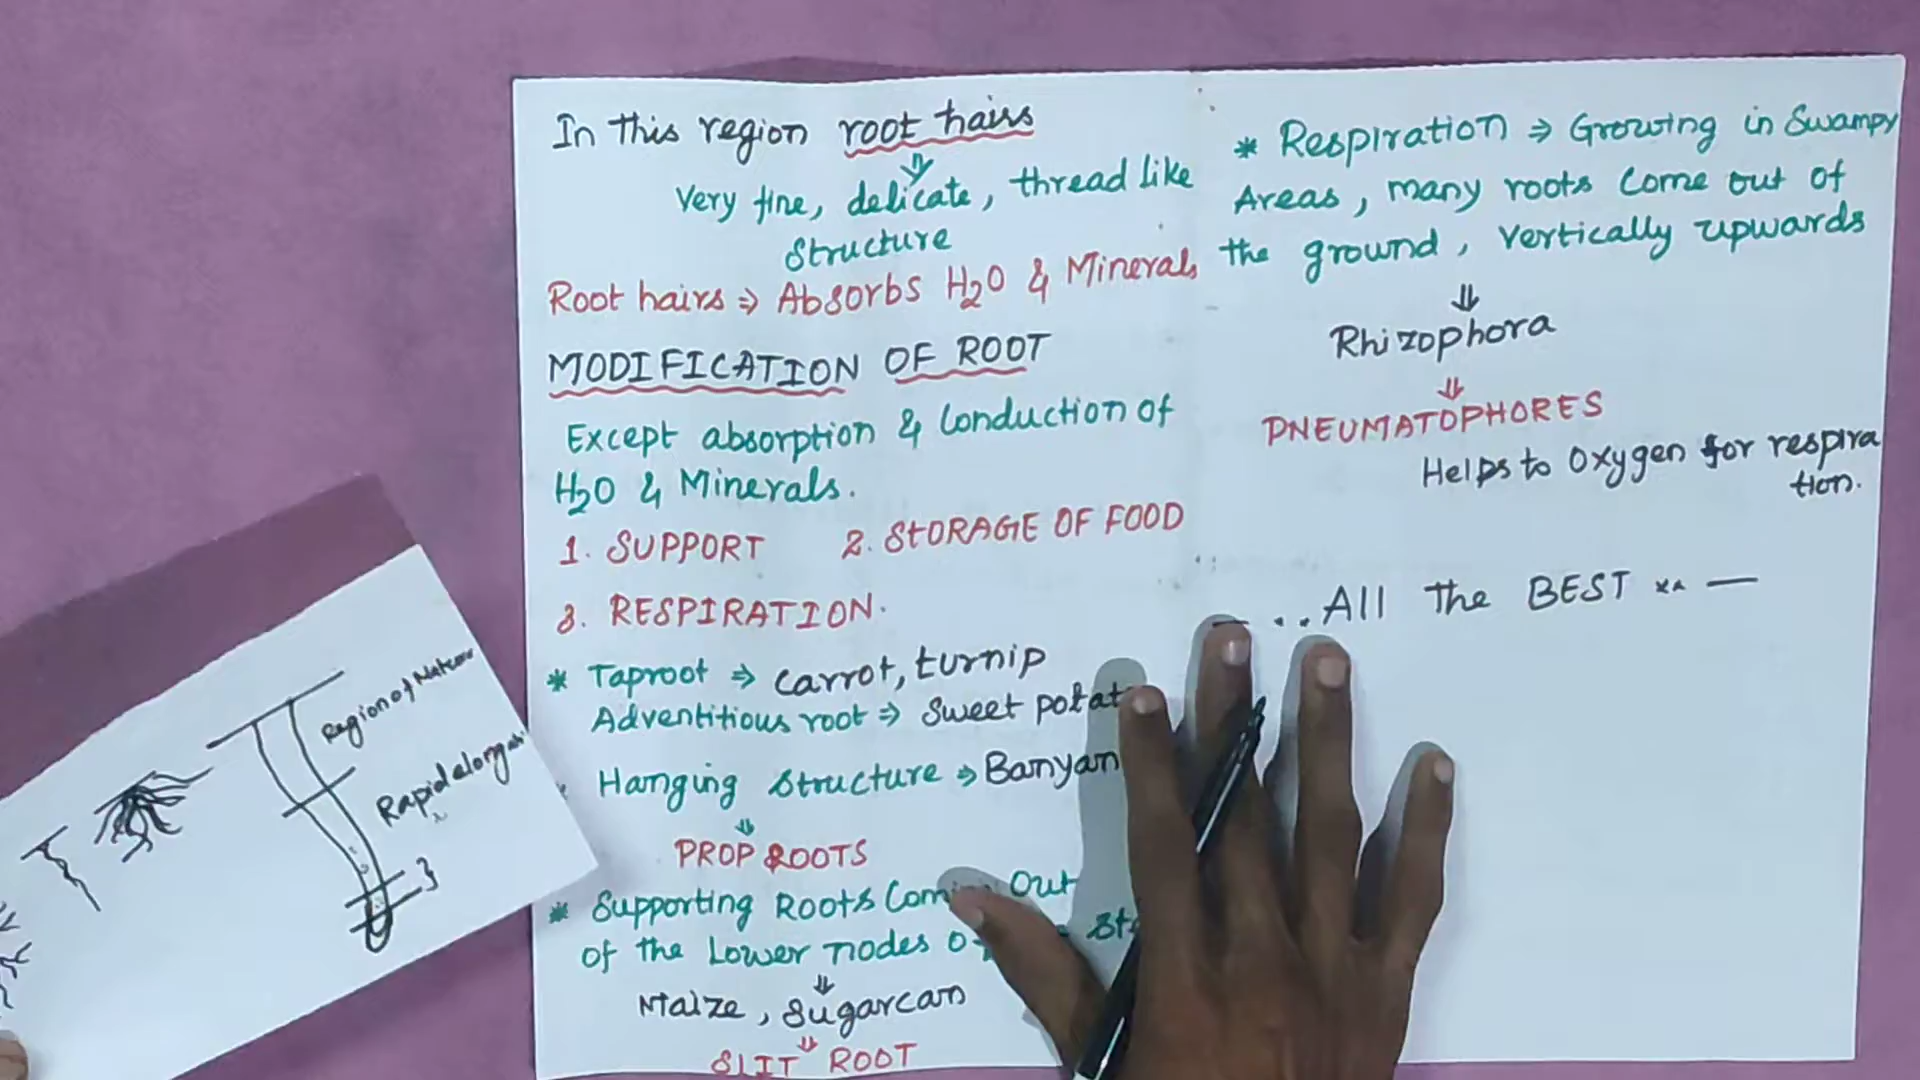 In this region root hairs
Very fine, delicate, thread like
Structure
Root hairs ⇒ Absorbs H2O & Minerals
MODIFICATION OF ROOT
Except absorption & Conduction of
H2O & Minerals.
1. SUPPORT 2. STORAGE OF FOOD
3. RESPIRATION.
* Taproot ⇒ Carrot, turnip
Adventitious root ⇒ Sweet potat
Hanging Structure ⇒ Banyan
PROP ROOTS
* Supporting Roots Out
of the Lower nodes
Maize, Sugarcan
SLIT ROOT
* Respiration ⇒ Growing in Swampy
Areas, many roots Come out of
the ground, Vertically upwards
Rhizophora
PNEUMATOPHORES
Helps to Oxygen for respira
tion.
— ...All the BEST ** —
Region of
Rapid